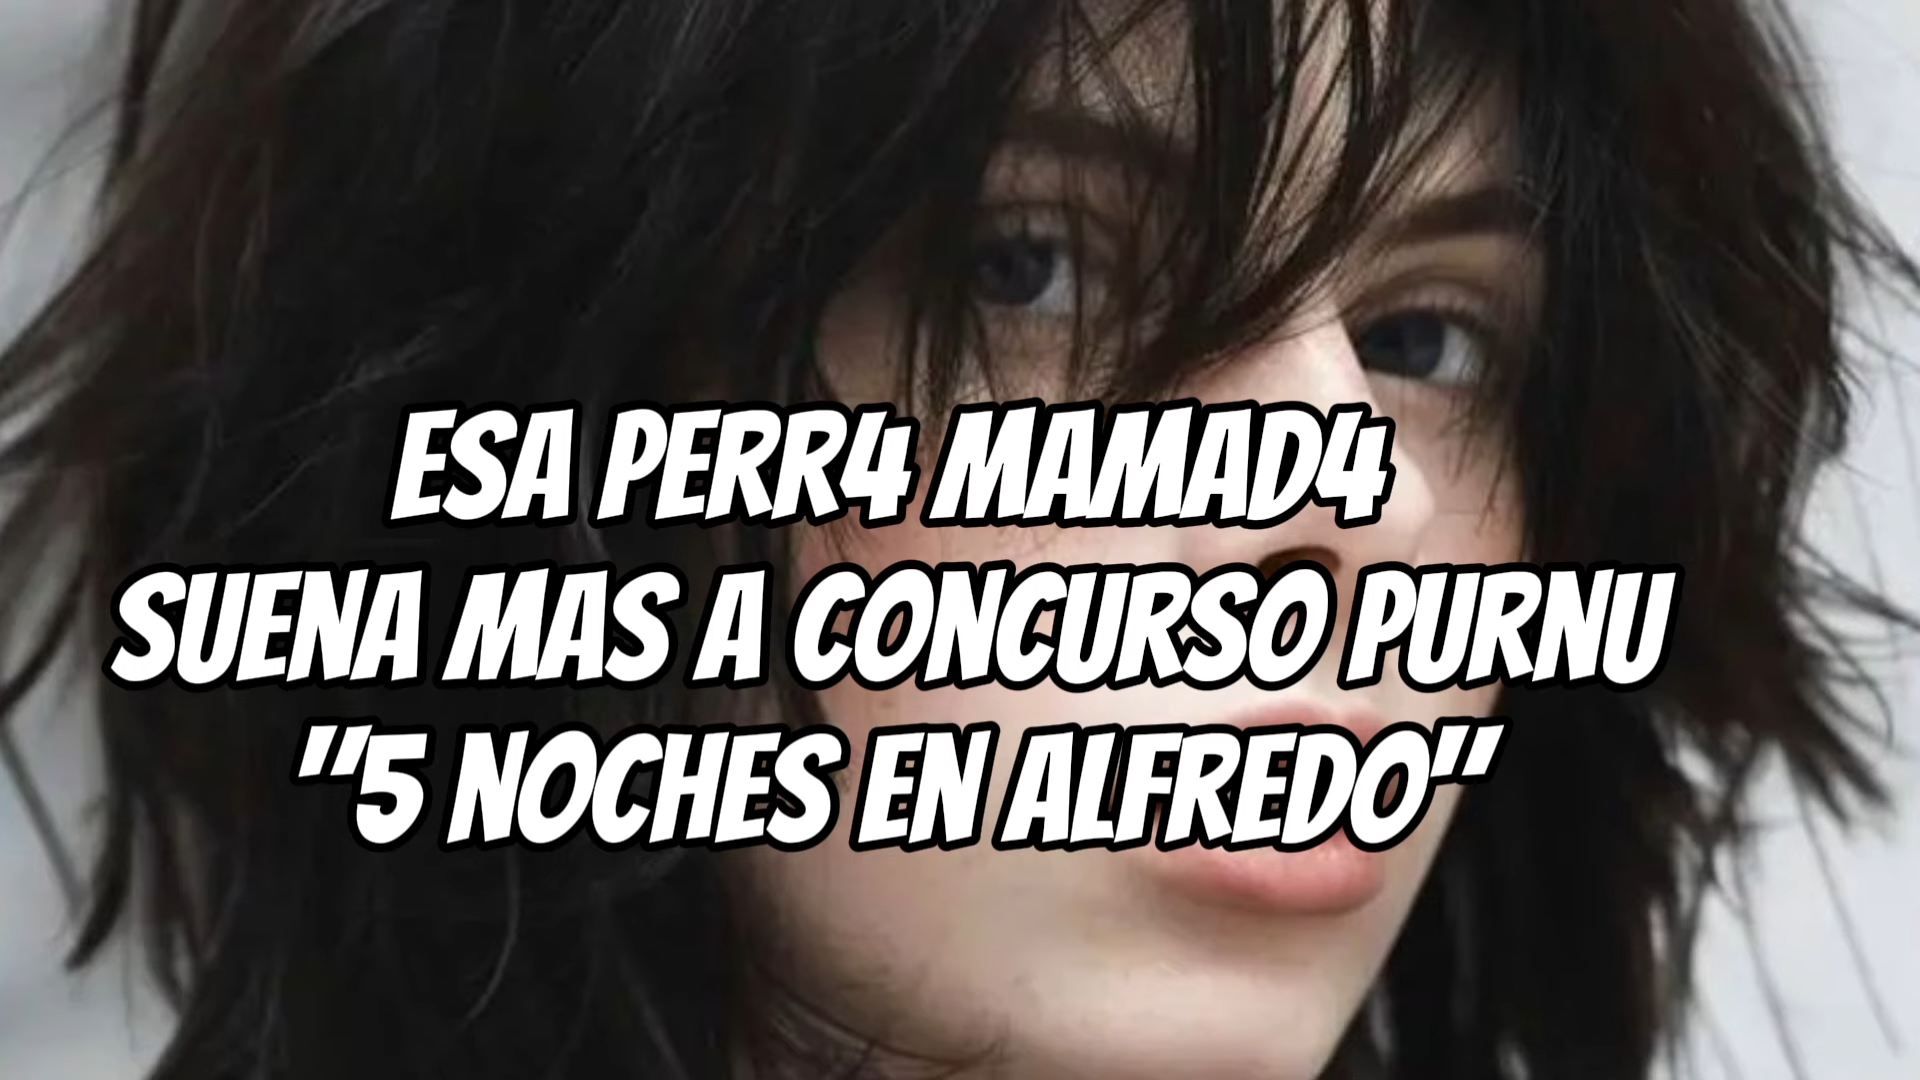 ESA PERR4 MAMAD4
SUENA MAS A CONCURSO PURNU
"5 NOCHES EN ALFREDO"